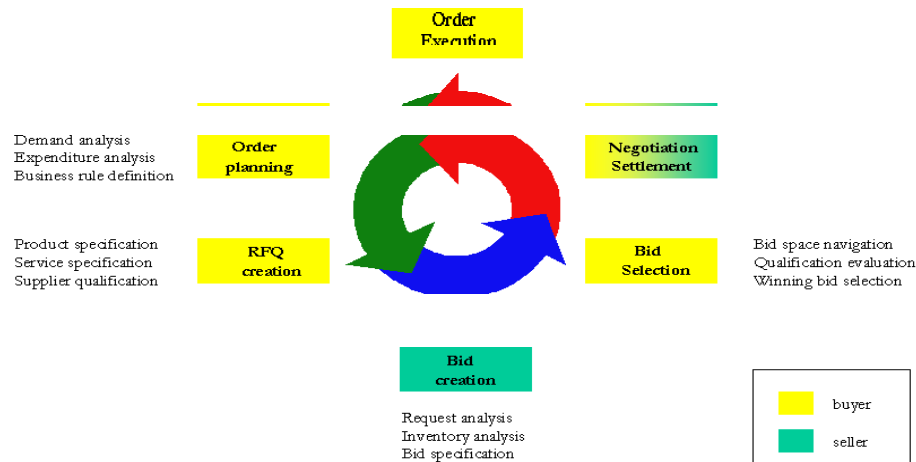 Order
Execution
Demand analysis
Expenditure analysis
Business rule definition
Order
planning
Negotiation
Settlement
Product specification
Service specification
Supplier qualification
RFQ
creation
Bid
Selection
Bid space navigation
Qualification evaluation
Winning bid selection
Bid
creation
Request analysis
Inventory analysis
Bid specification
buyer
seller